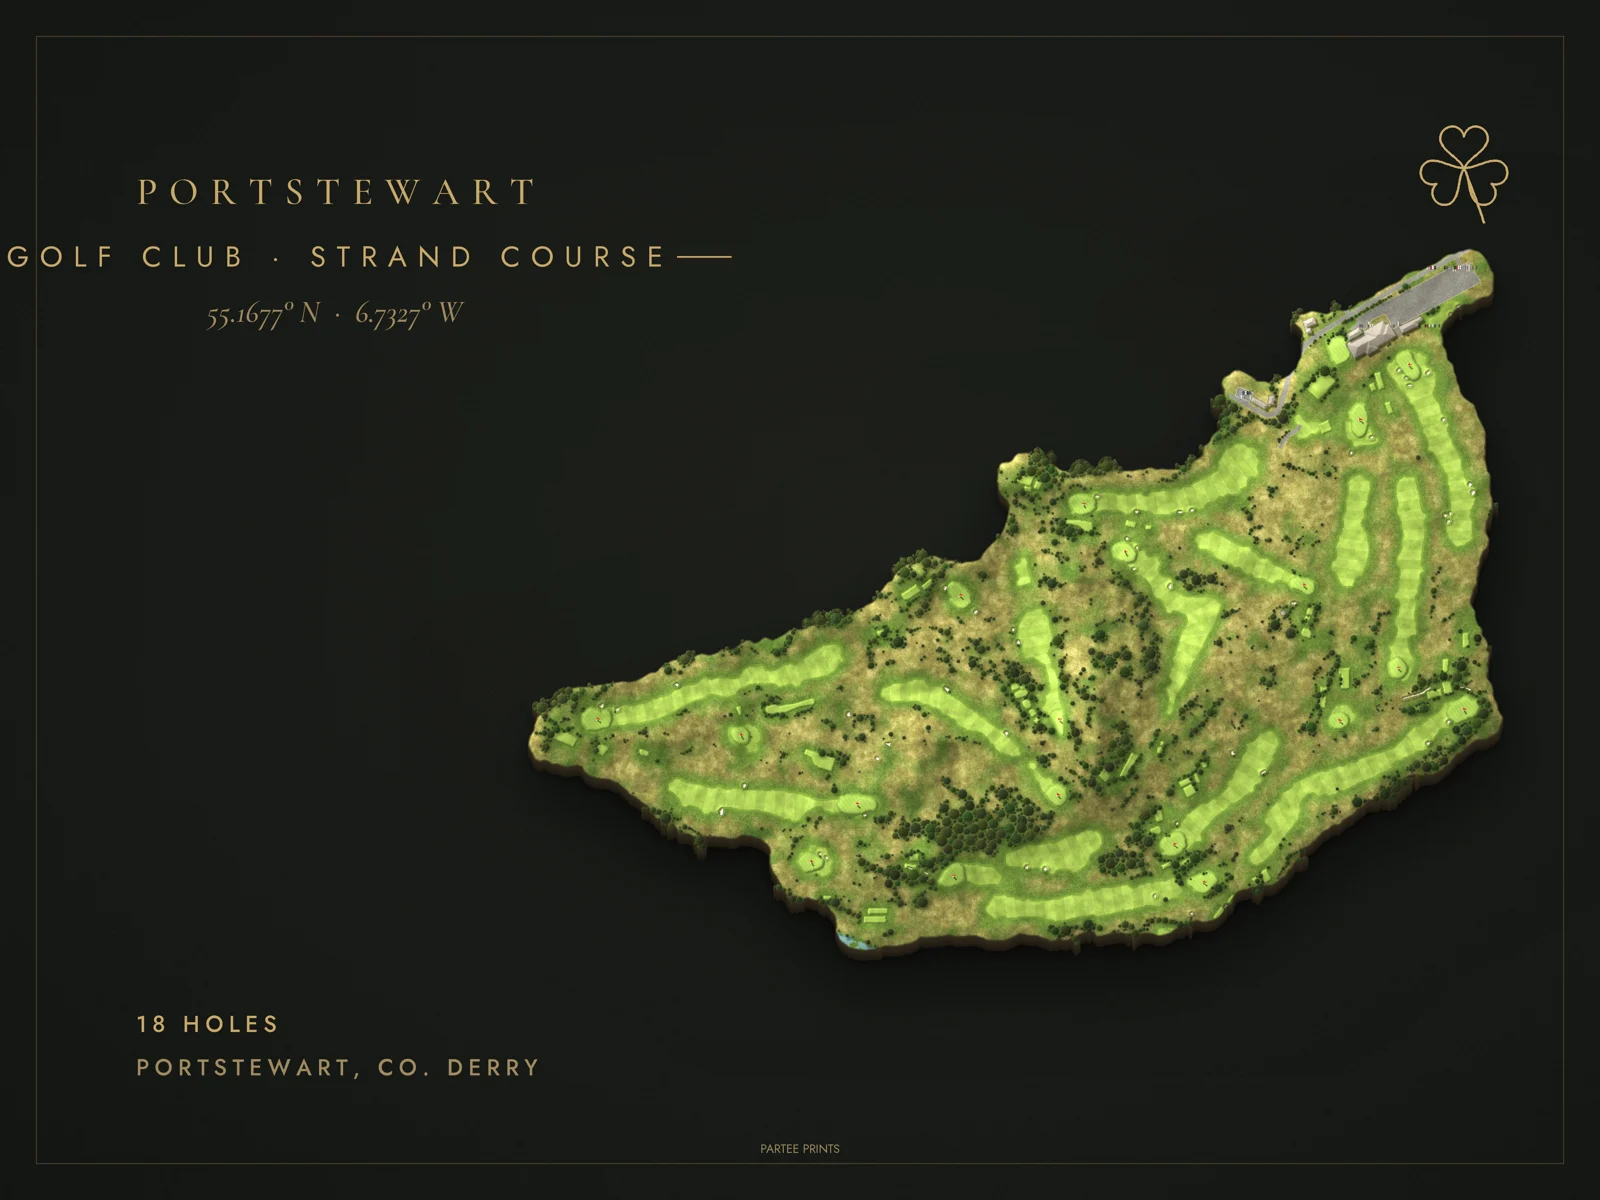 PORTSTEWART
GOLF CLUB · STRAND COURSE
55.1677° N · 6.7327° W
18 HOLES
PORTSTEWART, CO. DERRY
PARTEE PRINTS